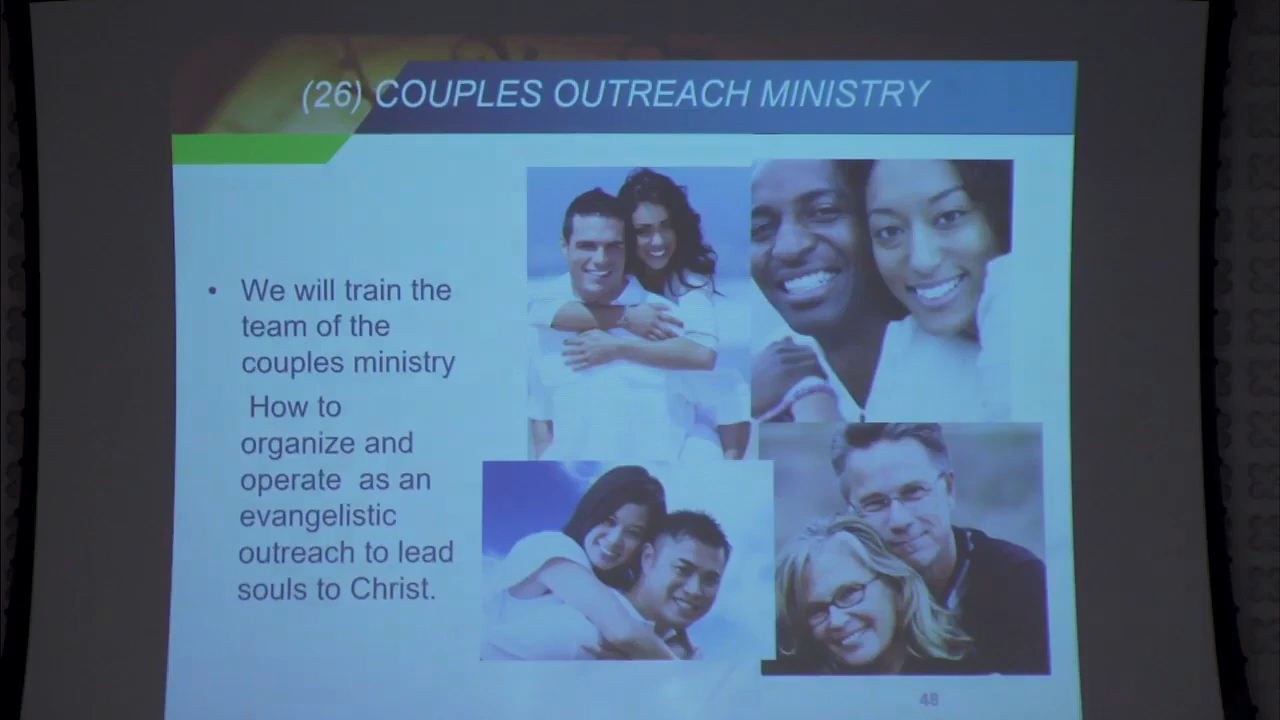 (26) COUPLES OUTREACH MINISTRY
• We will train the
team of the
couples ministry
How to
organize and
operate as an
evangelistic
outreach to lead
souls to Christ.
48